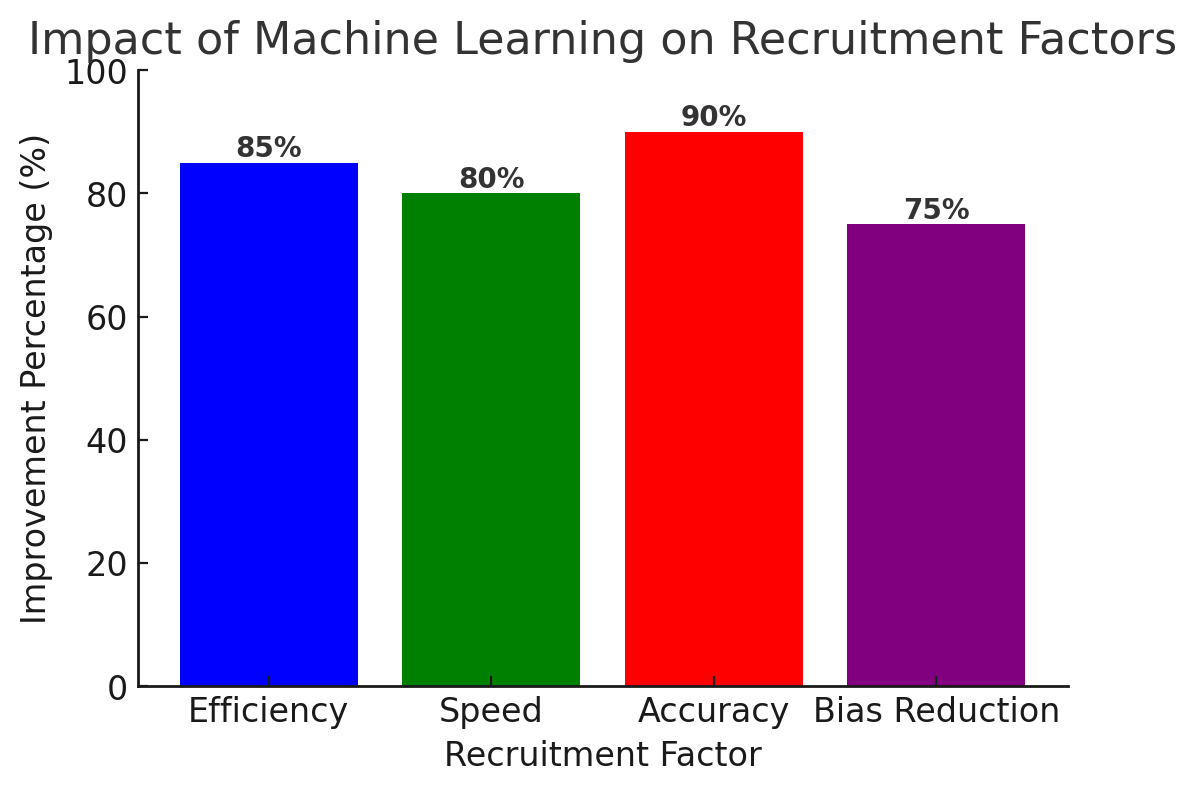 Impact of Machine Learning on Recruitment Factors
Improvement Percentage (%)
100
80
60
40
20
0
85%
80%
90%
75%
Efficiency
Speed
Accuracy
Bias Reduction
Recruitment Factor